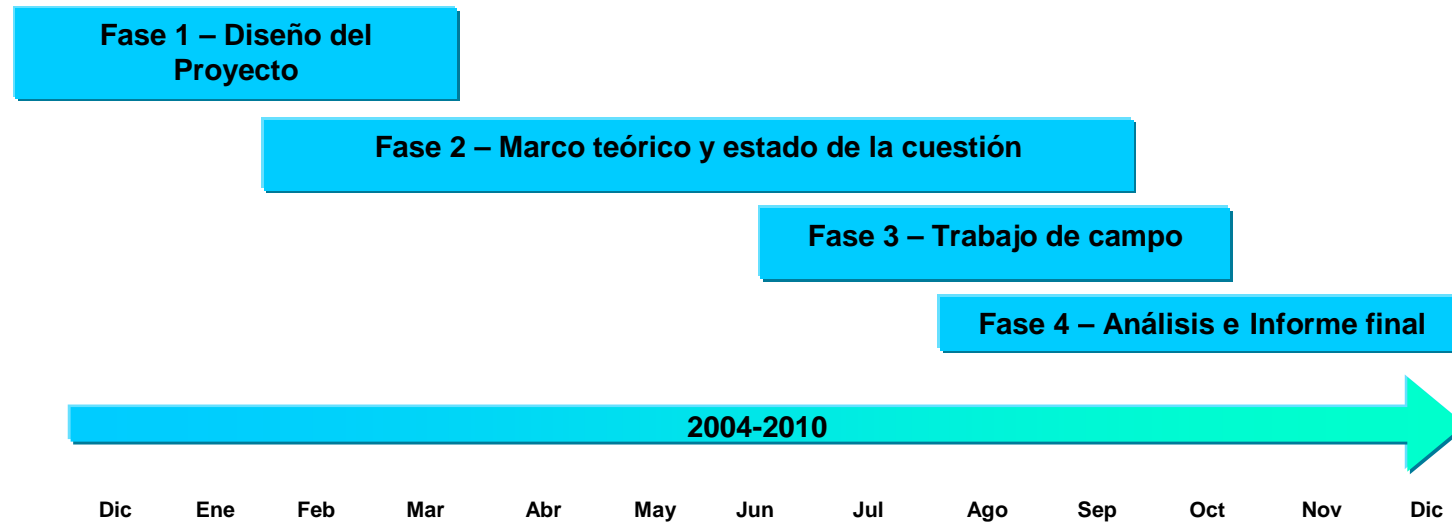 Fase 1 – Diseño del
Proyecto
Fase 2 – Marco teórico y estado de la cuestión
Fase 3 – Trabajo de campo
Fase 4 – Análisis e Informe final
2004-2010
Dic Ene Feb Mar Abr May Jun Jul Ago Sep Oct Nov Dic